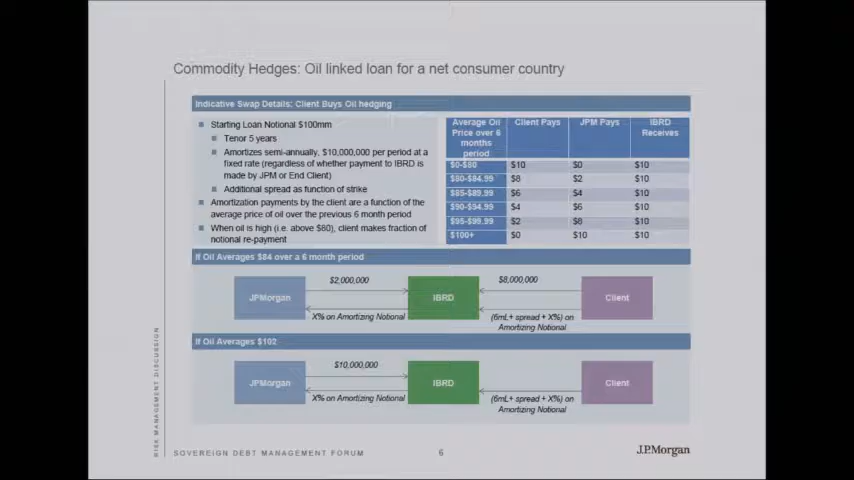 Commodity Hedges: Oil linked loan for a net consumer country
Indicative Swap Details: Client Buys Oil hedging
Starting Loan Notional $100mm
Tenor 5 years
Amortizes semi-annually, $10,000,000 per period at a
fixed rate (regardless of whether payment to IBRD is
made by JPM or End Client)
Additional spread as function of strike
Amortization payments by the client are a function of the
average price of oil over the previous 6 month period
When oil is high (i.e. above $80), client makes fraction of
notional re-payment
Average Oil
Price over 6
months
period
Client Pays
JPM Pays
IBRD
Receives
$0-$80 $10 $0 $10
$80-$84.99 $8 $2 $10
$85-$89.99 $6 $4 $10
$90-$94.99 $4 $6 $10
$95-$99.99 $2 $8 $10
$100+ $0 $10 $10
If Oil Averages $84 over a 6 month period
JPMorgan
$2,000,000
X% on Amortizing Notional
IBRD
$8,000,000
(6mL+ spread + X%) on
Amortizing Notional
Client
If Oil Averages $102
JPMorgan
$10,000,000
X% on Amortizing Notional
IBRD
(6mL+ spread + X%) on
Amortizing Notional
Client
RISK MANAGEMENT DISCUSSION
SOVEREIGN DEBT MANAGEMENT FORUM
6
J.P.Morgan